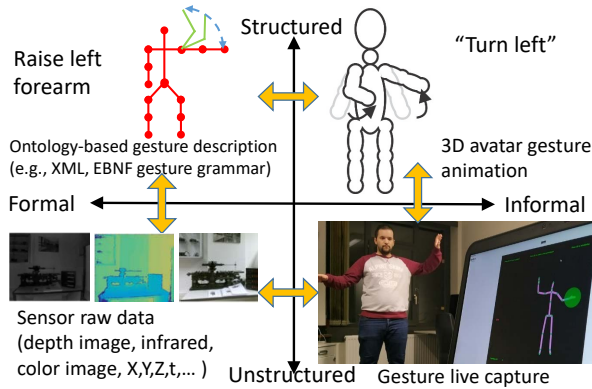 Structured
Raise left
forearm
“Turn left”
Ontology-based gesture description
(e.g., XML, EBNF gesture grammar)
3D avatar gesture
animation
Formal
Informal
Sensor raw data
(depth image, infrared,
color image, X,Y,Z,t,... )
Unstructured
Gesture live capture